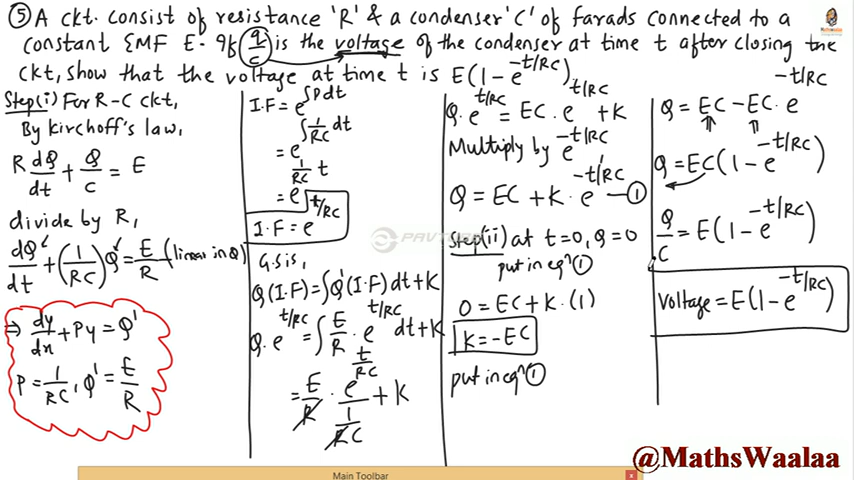 ⑤ A ckt. consist of resistance 'R' & a condenser 'C' of farads connected to a
constant EMF E. If q/c is the voltage of the condenser at time t after closing the
ckt, show that the voltage at time t is E(1-e^{-t/RC})
Step(i) For R-C ckt,
By Kirchoff's law,
R dQ/dt + Q/c = E
divide by R,
dQ/dt + (1/RC) Q = E/R (linear in Q)
⇒ dy/dx + Py = Q'
P = 1/RC, Q' = E/R
I.F = e^{∫Pdt}
= e^{∫1/RC dt}
= e^{1/RC t}
I.F = e^{t/RC}
G.S is,
Q(I.F) = ∫Q'(I.F)dt + K
Q.e^{t/RC} = ∫E/R . e^{t/RC} dt + K
= E/R . e^{t/RC}/(1/RC) + K
Q.e^{t/RC} = EC.e^{t/RC} + K
Multiply by e^{-t/RC}
Q = EC + K.e^{-t/RC} —①
Step(ii) at t=0, Q=0
put in eqⁿ ①
0 = EC + K.(1)
K = -EC
put in eqⁿ ①
Q = EC - EC.e^{-t/RC}
Q = EC(1-e^{-t/RC})
Q/C = E(1-e^{-t/RC})
Voltage = E(1-e^{-t/RC})
@MathsWaalaa
Main Toolbar